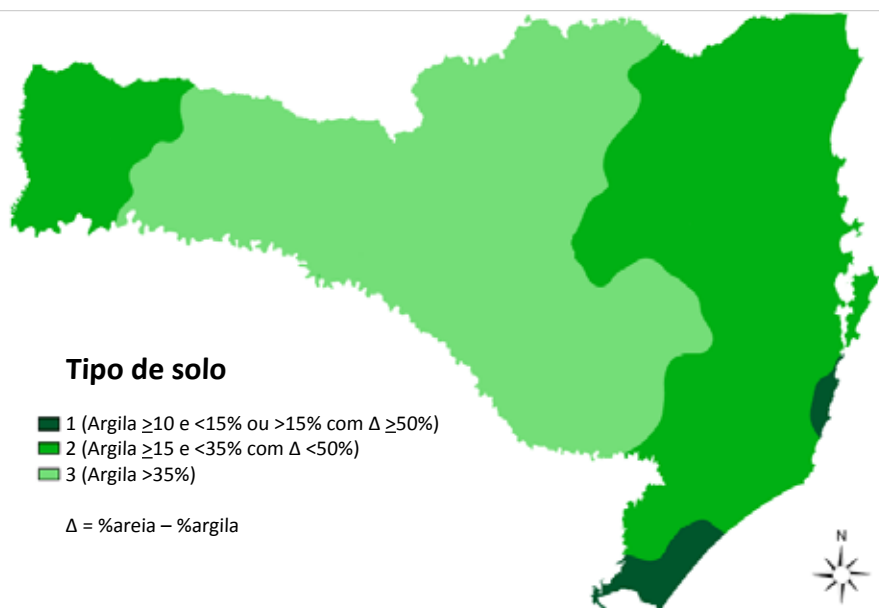 Tipo de solo
1 (Argila ≥10 e <15% ou >15% com Δ ≥50%)
2 (Argila ≥15 e <35% com Δ <50%)
3 (Argila >35%)
Δ = %areia – %argila
N